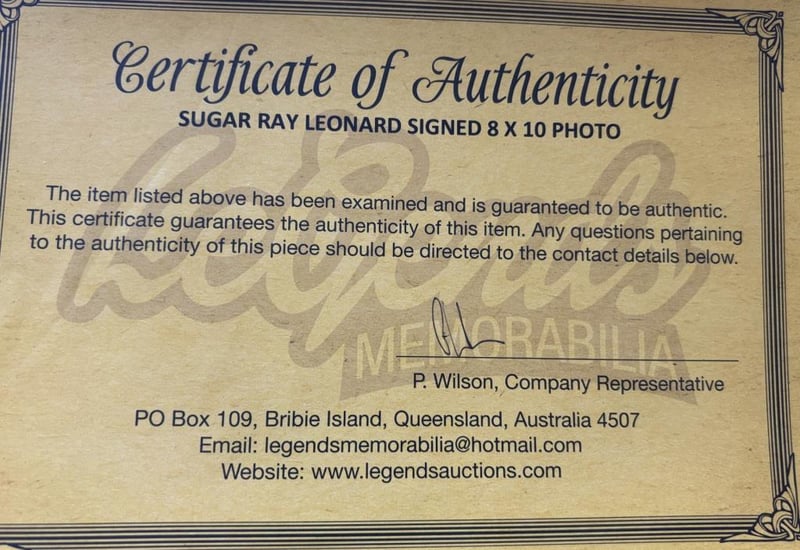 Certificate of Authenticity
SUGAR RAY LEONARD SIGNED 8 X 10 PHOTO
Legends
MEMORABILIA
The item listed above has been examined and is guaranteed to be authentic.
This certificate guarantees the authenticity of this item. Any questions pertaining
to the authenticity of this piece should be directed to the contact details below.
P. Wilson, Company Representative
PO Box 109, Bribie Island, Queensland, Australia 4507
Email: legendsmemorabilia@hotmail.com
Website: www.legendsauctions.com